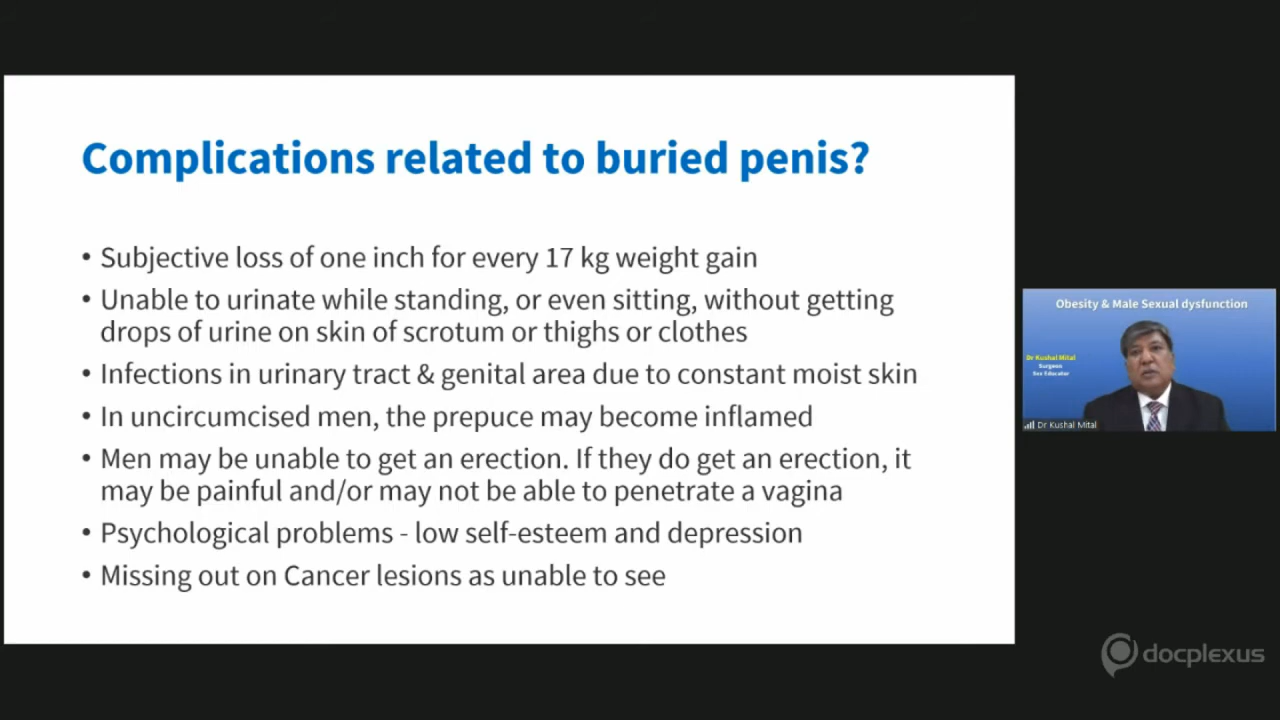 Complications related to buried penis?
• Subjective loss of one inch for every 17 kg weight gain
• Unable to urinate while standing, or even sitting, without getting
drops of urine on skin of scrotum or thighs or clothes
• Infections in urinary tract & genital area due to constant moist skin
• In uncircumcised men, the prepuce may become inflamed
• Men may be unable to get an erection. If they do get an erection, it
may be painful and/or may not be able to penetrate a vagina
• Psychological problems - low self-esteem and depression
• Missing out on Cancer lesions as unable to see
Obesity & Male Sexual dysfunction
Dr Kushal Mital
Surgeon
Sex Educator
Dr Kushal Mital
docplexus